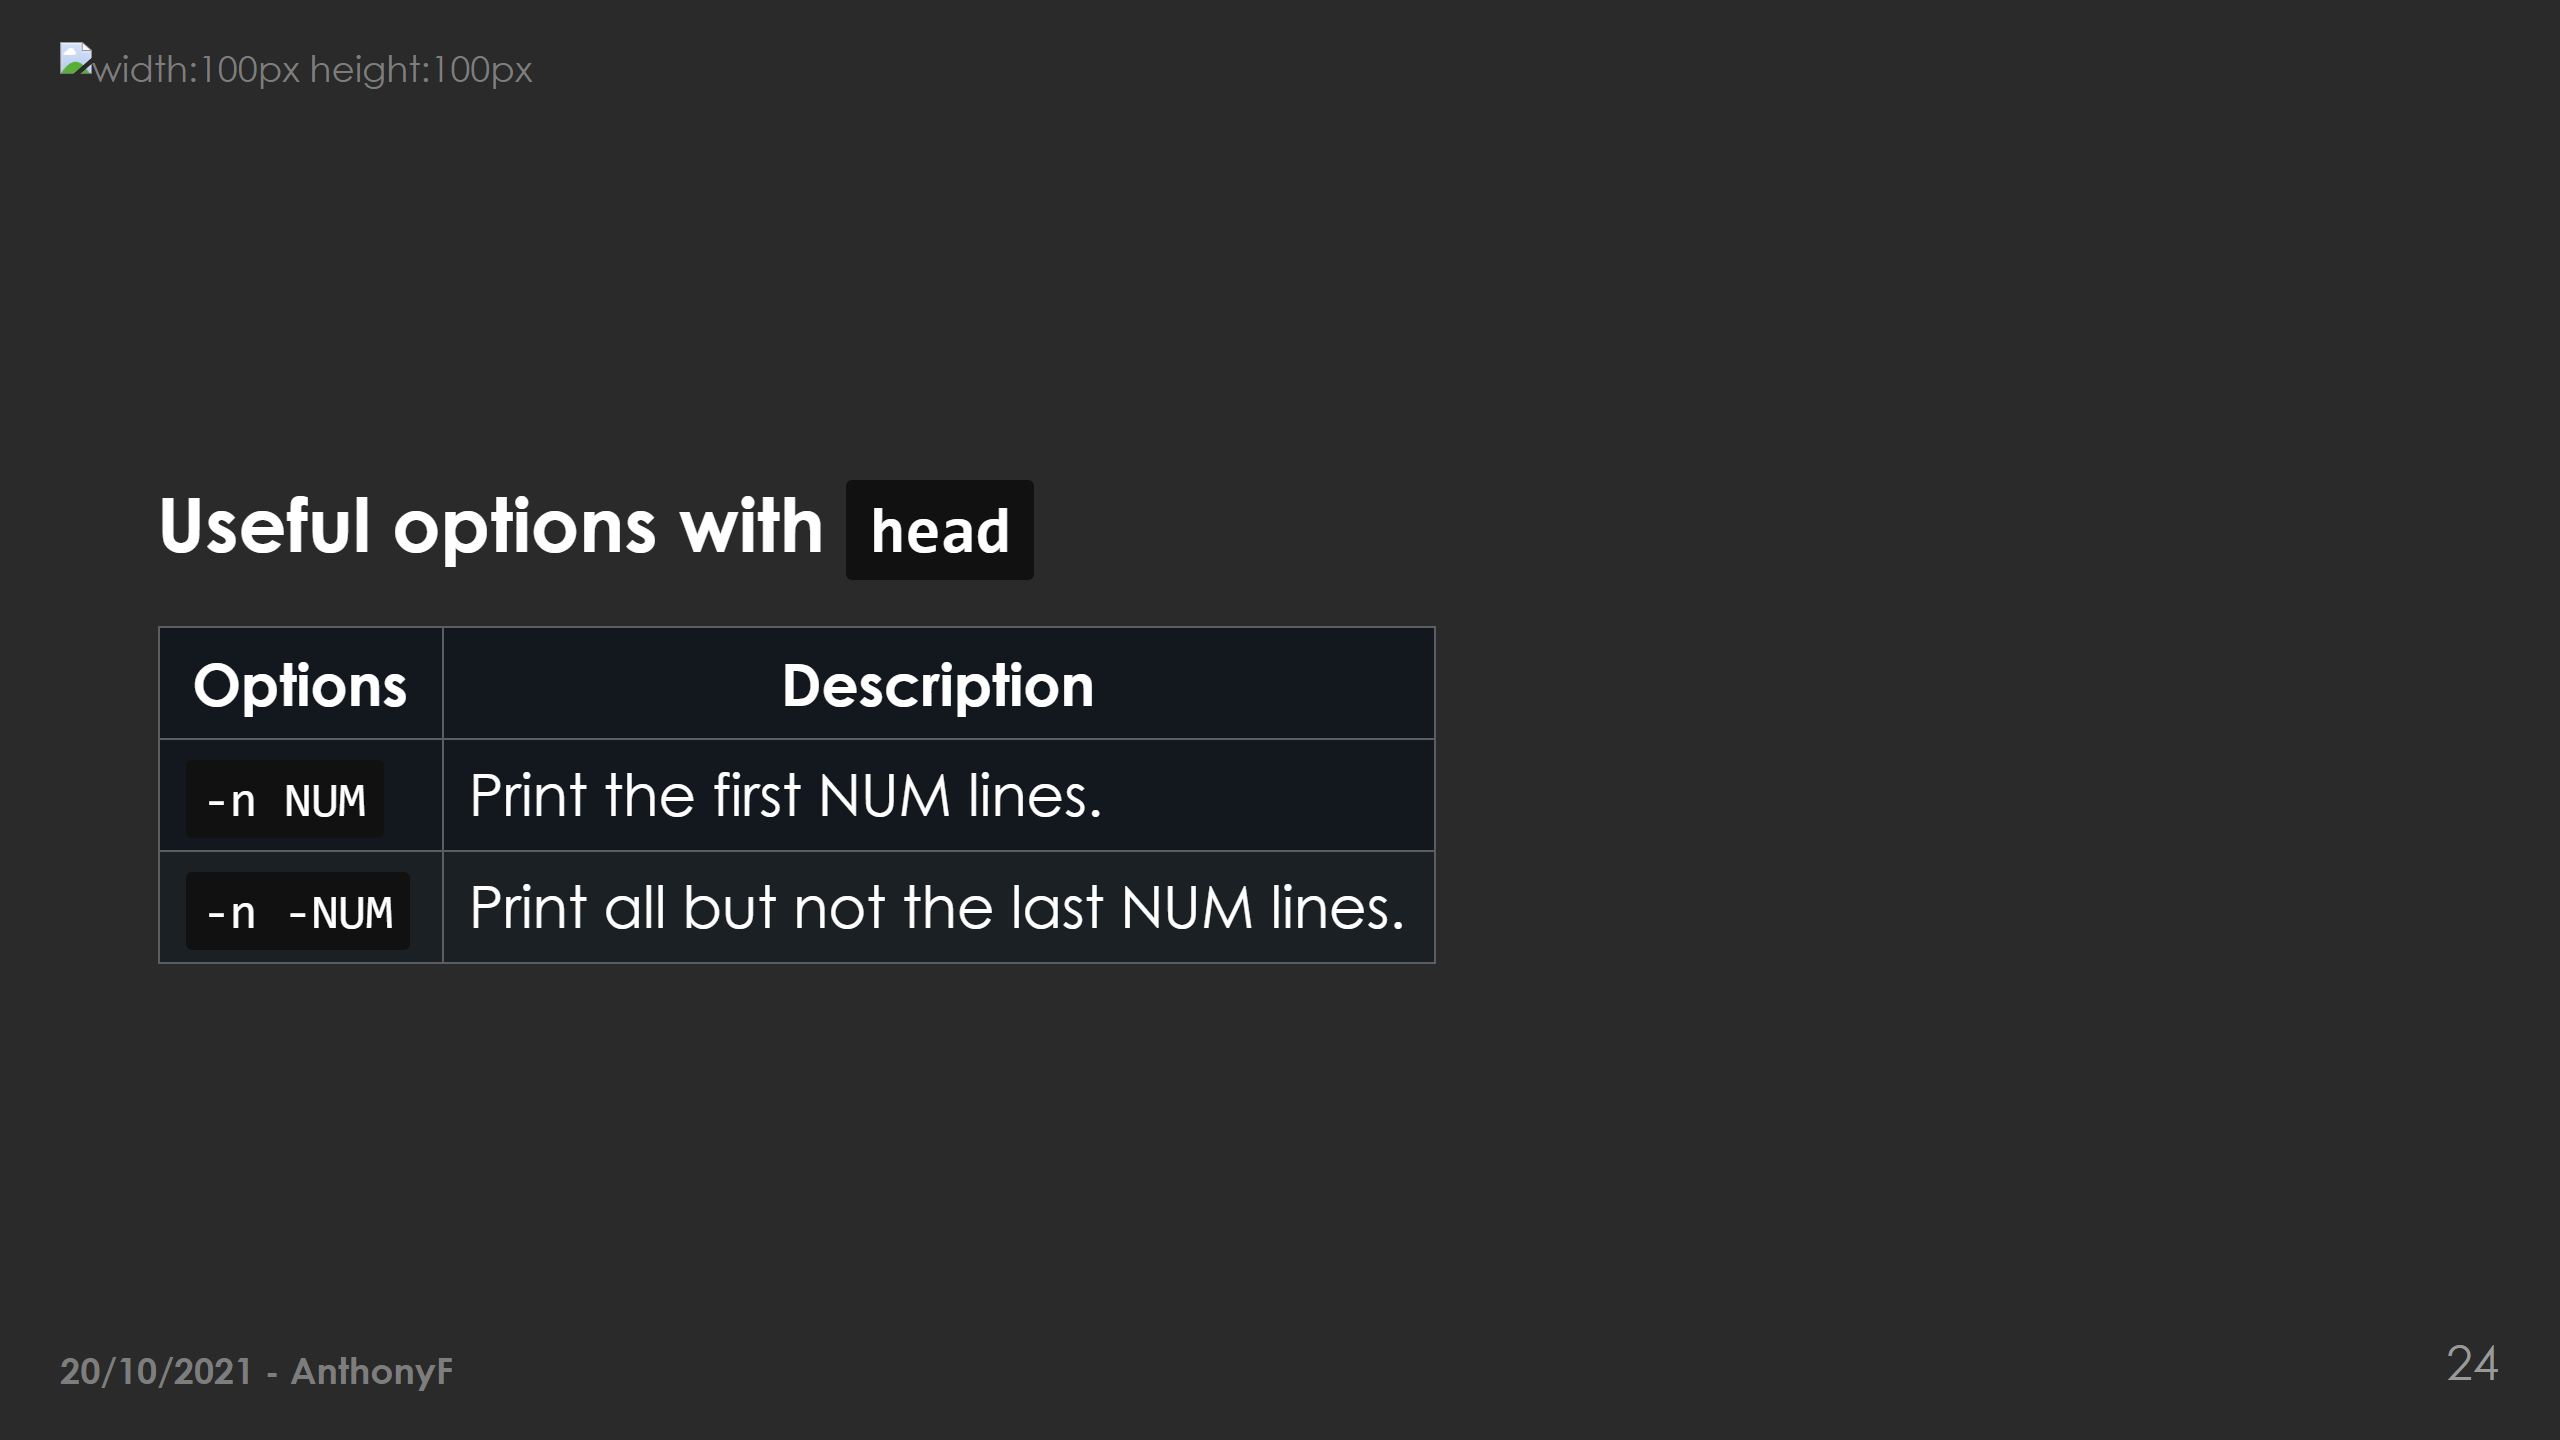 width:100px height:100px
Useful options with head
Options Description
-n NUM Print the first NUM lines.
-n -NUM Print all but not the last NUM lines.
20/10/2021 - AnthonyF
24